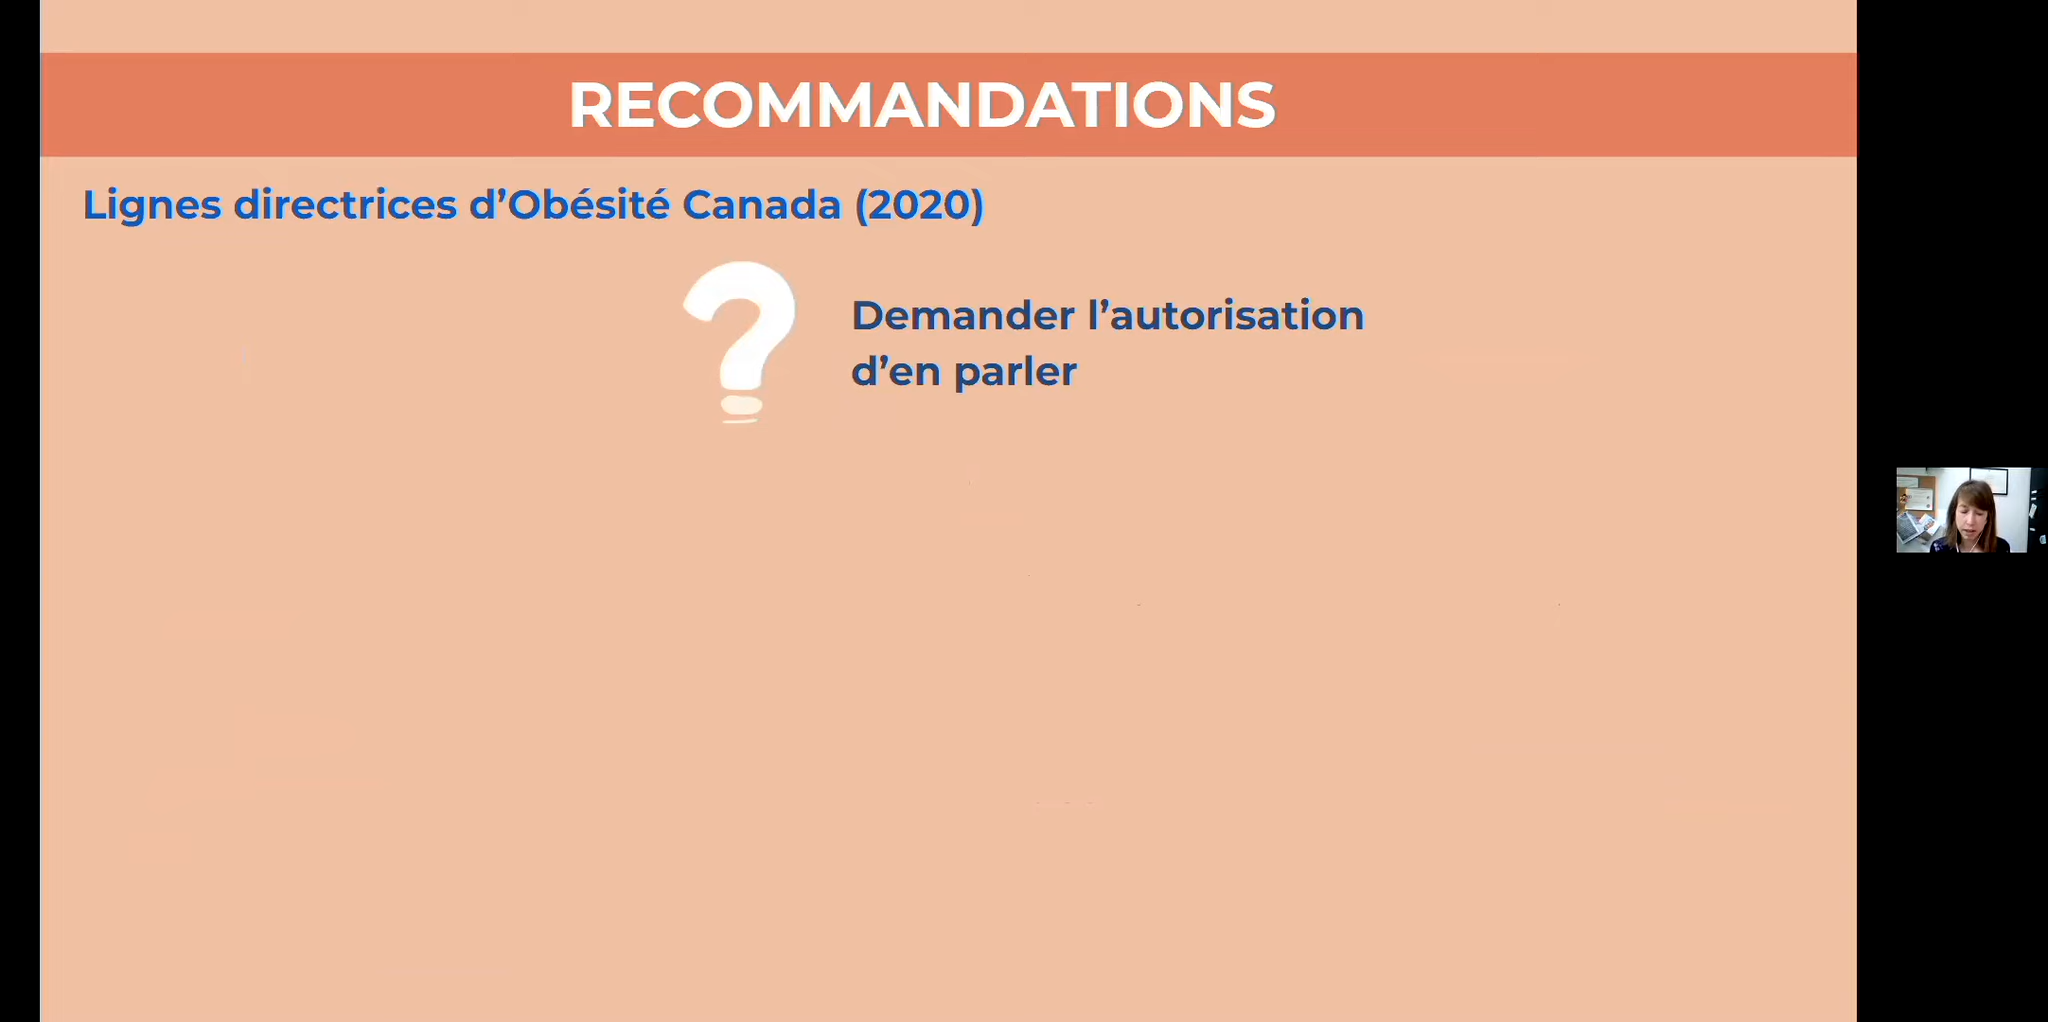 RECOMMANDATIONS
Lignes directrices d’Obésité Canada (2020)
?
Demander l’autorisation
d’en parler